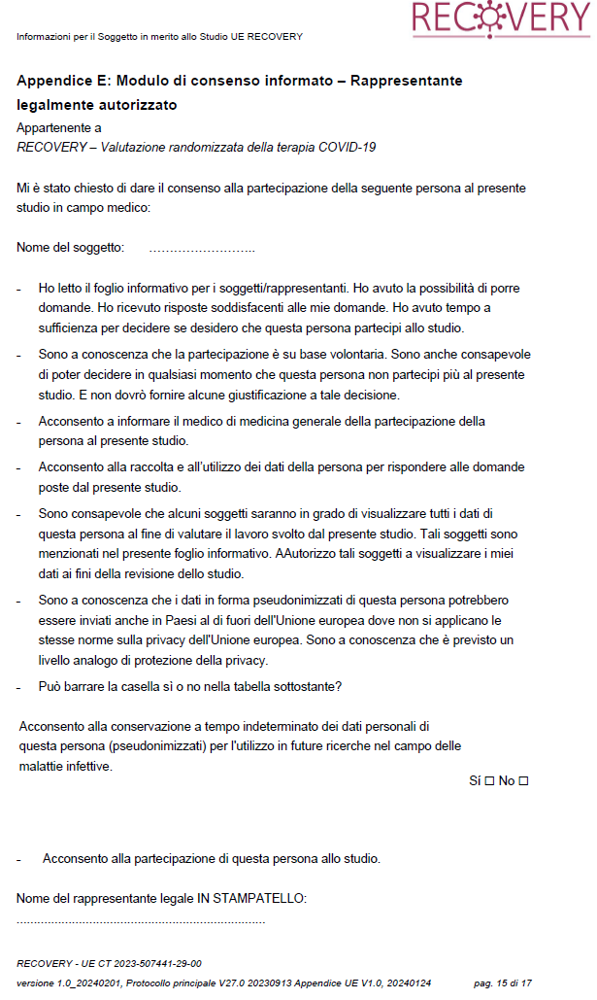 RECOVERY
Informazioni per il Soggetto in merito allo Studio UE RECOVERY
Appendice E: Modulo di consenso informato – Rappresentante
legalmente autorizzato
Appartenente a
RECOVERY – Valutazione randomizzata della terapia COVID-19
Mi è stato chiesto di dare il consenso alla partecipazione della seguente persona al presente
studio in campo medico:
Nome del soggetto: ……………………..
- Ho letto il foglio informativo per i soggetti/rappresentanti. Ho avuto la possibilità di porre
domande. Ho ricevuto risposte soddisfacenti alle mie domande. Ho avuto tempo a
sufficienza per decidere se desidero che questa persona partecipi allo studio.
- Sono a conoscenza che la partecipazione è su base volontaria. Sono anche consapevole
di poter decidere in qualsiasi momento che questa persona non partecipi più al presente
studio. E non dovrò fornire alcune giustificazione a tale decisione.
- Acconsento a informare il medico di medicina generale della partecipazione della
persona al presente studio.
- Acconsento alla raccolta e all'utilizzo dei dati della persona per rispondere alle domande
poste dal presente studio.
- Sono consapevole che alcuni soggetti saranno in grado di visualizzare tutti i dati di
questa persona al fine di valutare il lavoro svolto dal presente studio. Tali soggetti sono
menzionati nel presente foglio informativo. AAutorizzo tali soggetti a visualizzare i miei
dati ai fini della revisione dello studio.
- Sono a conoscenza che i dati in forma pseudonimizzati di questa persona potrebbero
essere inviati anche in Paesi al di fuori dell'Unione europea dove non si applicano le
stesse norme sulla privacy dell'Unione europea. Sono a conoscenza che è previsto un
livello analogo di protezione della privacy.
- Può barrare la casella sì o no nella tabella sottostante?
Acconsento alla conservazione a tempo indeterminato dei dati personali di
questa persona (pseudonimizzati) per l'utilizzo in future ricerche nel campo delle
malattie infettive.
Sí ☐ No ☐
- Acconsento alla partecipazione di questa persona allo studio.
Nome del rappresentante legale IN STAMPATELLO:
........................................................................
RECOVERY - UE CT 2023-507441-29-00
versione 1.0_20240201, Protocollo principale V27.0 20230913 Appendice UE V1.0, 20240124 pag. 15 di 17